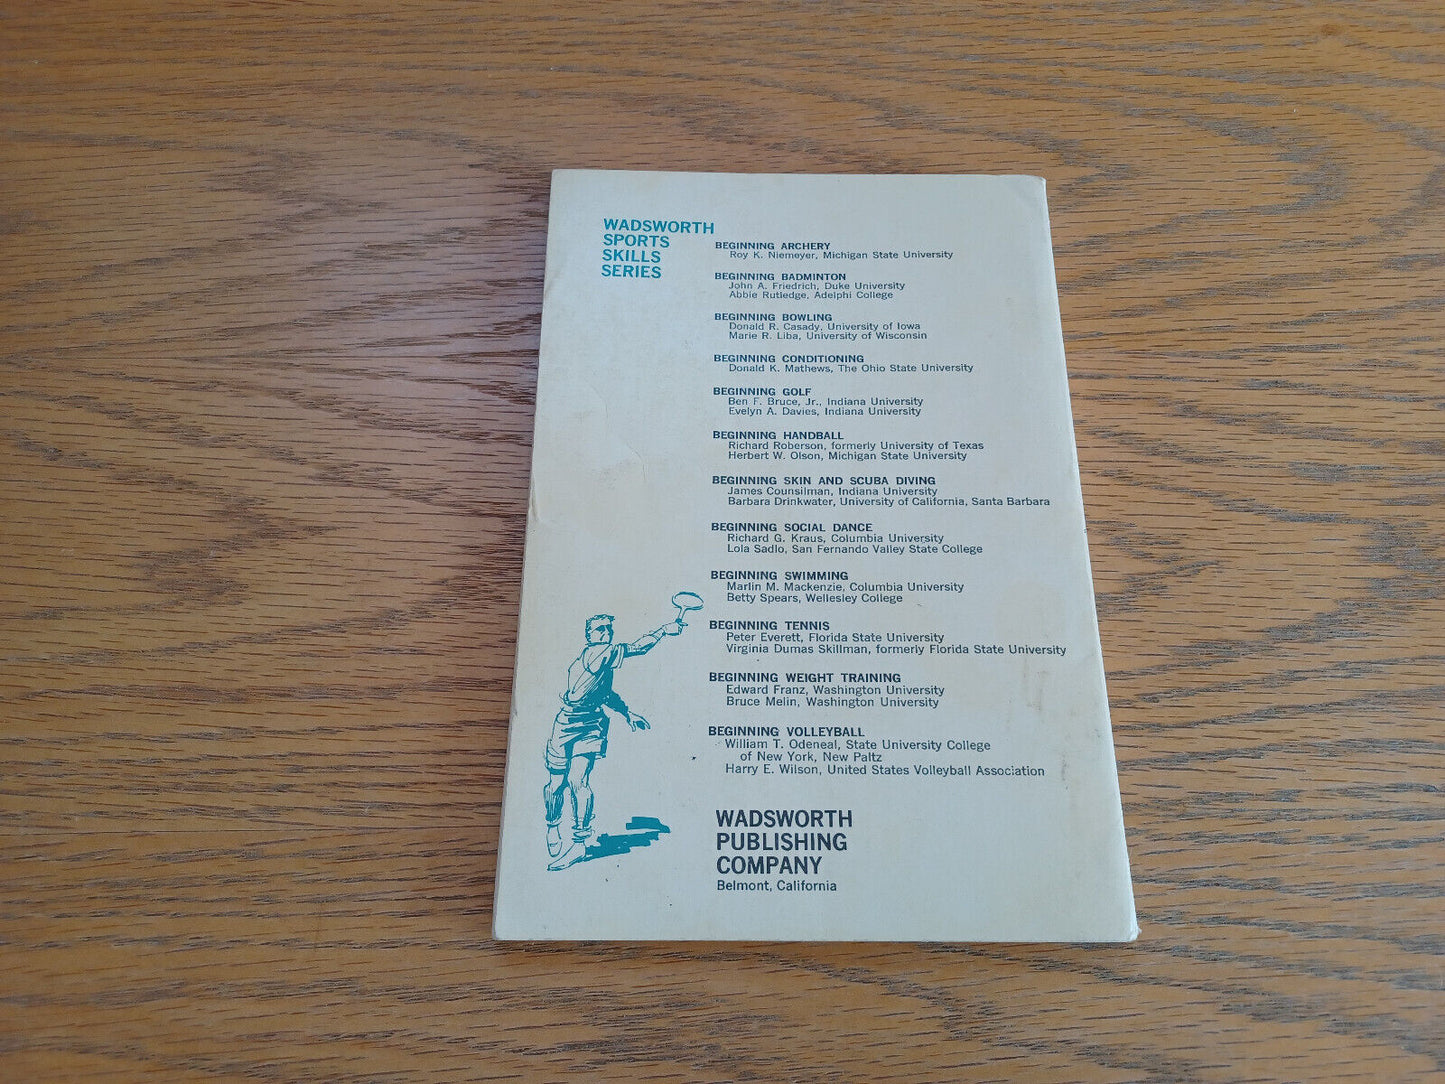 WADSWORTH
SPORTS
SKILLS
SERIES
BEGINNING ARCHERY
Roy K. Niemeyer, Michigan State University
BEGINNING BADMINTON
John A. Friedrich, Duke University
Abbie Rutledge, Adelphi College
BEGINNING BOWLING
Donald R. Casady, University of Iowa
Marie R. Liba, University of Wisconsin
BEGINNING CONDITIONING
Donald K. Mathews, The Ohio State University
BEGINNING GOLF
Ben F. Bruce, Jr., Indiana University
Evelyn A. Davies, Indiana University
BEGINNING HANDBALL
Richard Roberson, formerly University of Texas
Herbert W. Olson, Michigan State University
BEGINNING SKIN AND SCUBA DIVING
James Counsilman, Indiana University
Barbara Drinkwater, University of California, Santa Barbara
BEGINNING SOCIAL DANCE
Richard G. Kraus, Columbia University
Lola Sadlo, San Fernando Valley State College
BEGINNING SWIMMING
Marlin M. Mackenzie, Columbia University
Betty Spears, Wellesley College
BEGINNING TENNIS
Peter Everett, Florida State University
Virginia Dumas Skillman, formerly Florida State University
BEGINNING WEIGHT TRAINING
Edward Franz, Washington University
Bruce Melin, Washington University
BEGINNING VOLLEYBALL
William T. Odeneal, State University College
of New York, New Paltz
Harry E. Wilson, United States Volleyball Association
WADSWORTH
PUBLISHING
COMPANY
Belmont, California